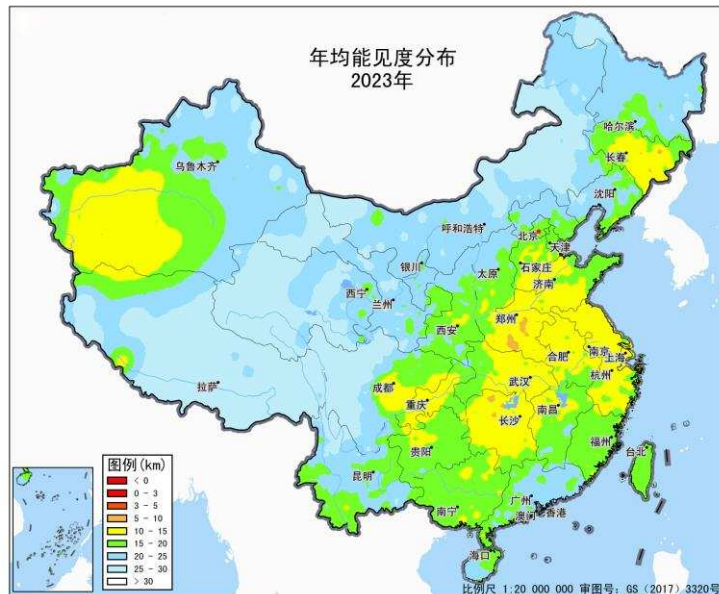 年均能见度分布
2023年
哈尔滨
长春
乌鲁木齐
沈阳
呼和浩特
北京
天津
银川
石家庄
太原
济南
西宁
兰州
郑州
西安
合肥
南京
上海
拉萨
成都
武汉
杭州
重庆
长沙
南昌
贵阳
福州
台北
昆明
南宁
广州
澳门
香港
海口
图例(km)
< 0
0 - 3
3 - 5
5 - 10
10 - 15
15 - 20
20 - 25
25 - 30
> 30
比例尺 1:20 000 000 审图号: GS (2017) 3320号